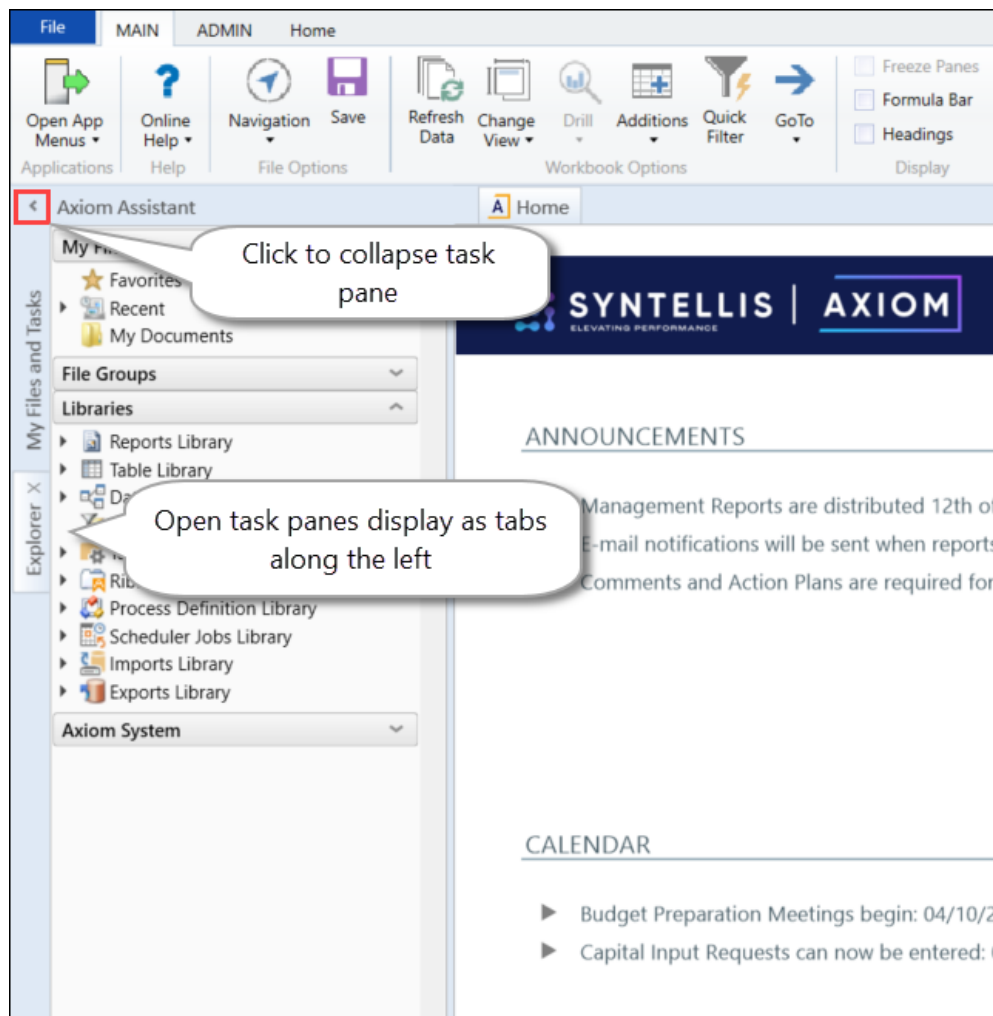 File MAIN ADMIN Home
Open App Menus
Online Help
Navigation
Save
Refresh Data
Change View
Drill
Additions
Quick Filter
GoTo
Freeze Panes
Formula Bar
Headings
Applications
Help
File Options
Workbook Options
Display
Axiom Assistant
A Home
Click to collapse task
pane
My
Favorites
Recent
My Documents
File Groups
Libraries
Reports Library
Table Library
Open task panes display as tabs
along the left
Process Definition Library
Scheduler Jobs Library
Imports Library
Exports Library
Axiom System
My Files and Tasks
Explorer X
SYNTELLIS | AXIOM
ELEVATING PERFORMANCE
ANNOUNCEMENTS
Management Reports are distributed 12th
E-mail notifications will be sent when reports
Comments and Action Plans are required for
CALENDAR
Budget Preparation Meetings begin: 04/10/
Capital Input Requests can now be entered: